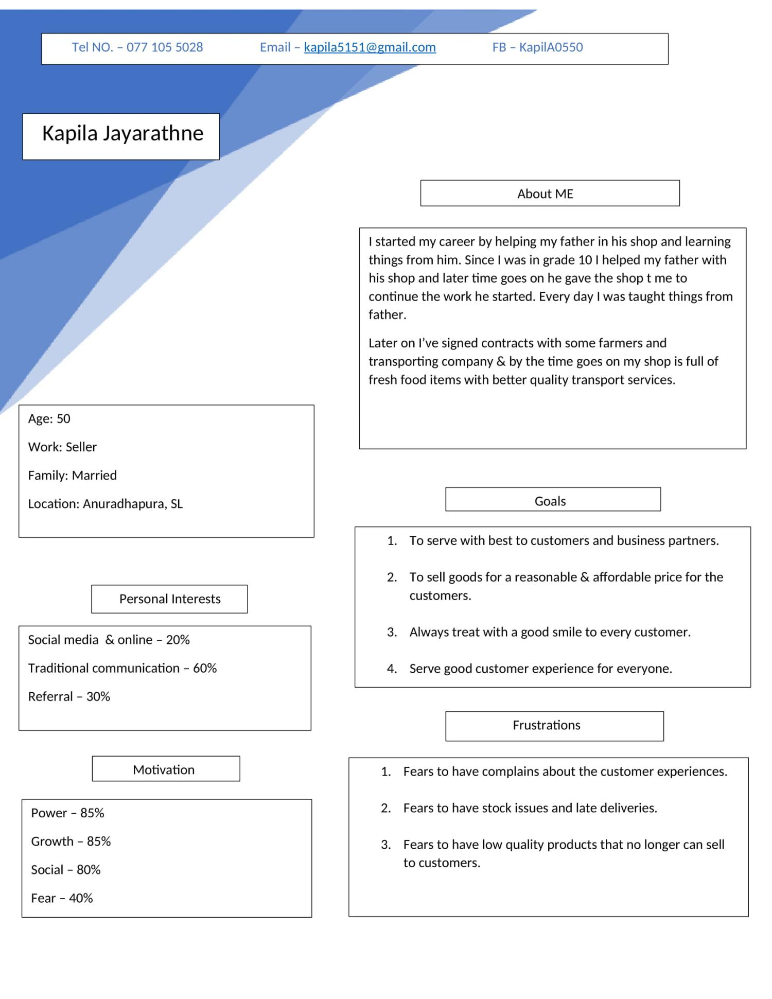 Tel NO. – 077 105 5028 Email – kapila5151@gmail.com FB – KapilA0550
Kapila Jayarathne
About ME
I started my career by helping my father in his shop and learning
things from him. Since I was in grade 10 I helped my father with
his shop and later time goes on he gave the shop t me to
continue the work he started. Every day I was taught things from
father.
Later on I’ve signed contracts with some farmers and
transporting company & by the time goes on my shop is full of
fresh food items with better quality transport services.
Age: 50
Work: Seller
Family: Married
Location: Anuradhapura, SL
Goals
1. To serve with best to customers and business partners.
2. To sell goods for a reasonable & affordable price for the
customers.
3. Always treat with a good smile to every customer.
4. Serve good customer experience for everyone.
Personal Interests
Social media & online – 20%
Traditional communication – 60%
Referral – 30%
Frustrations
1. Fears to have complains about the customer experiences.
2. Fears to have stock issues and late deliveries.
3. Fears to have low quality products that no longer can sell
to customers.
Motivation
Power – 85%
Growth – 85%
Social – 80%
Fear – 40%